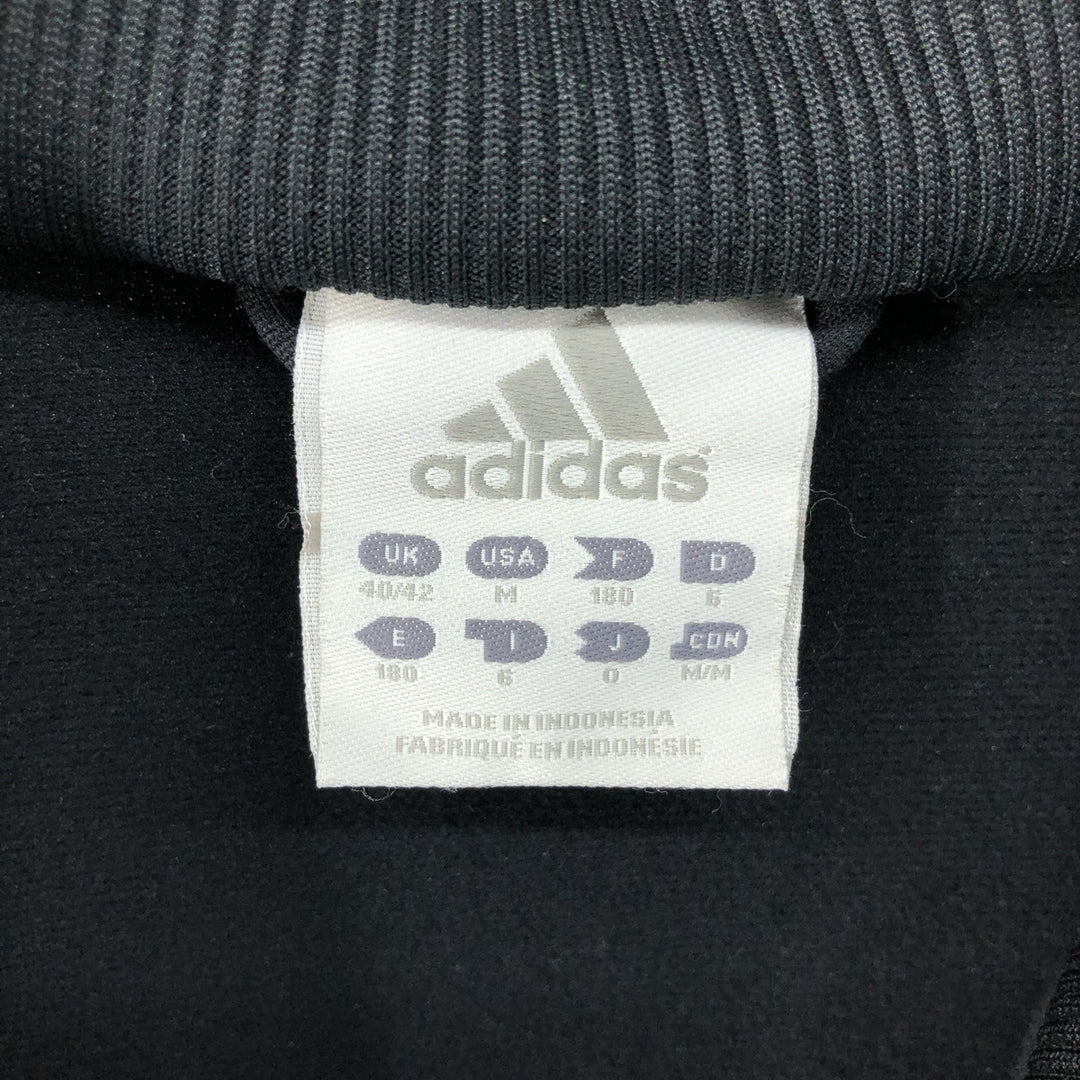 adidas
UK USA F D
40/42 M 180 6
E I J CDN
180 6 O M/M
MADE IN INDONESIA
FABRIQUÉ EN INDONÉSIE